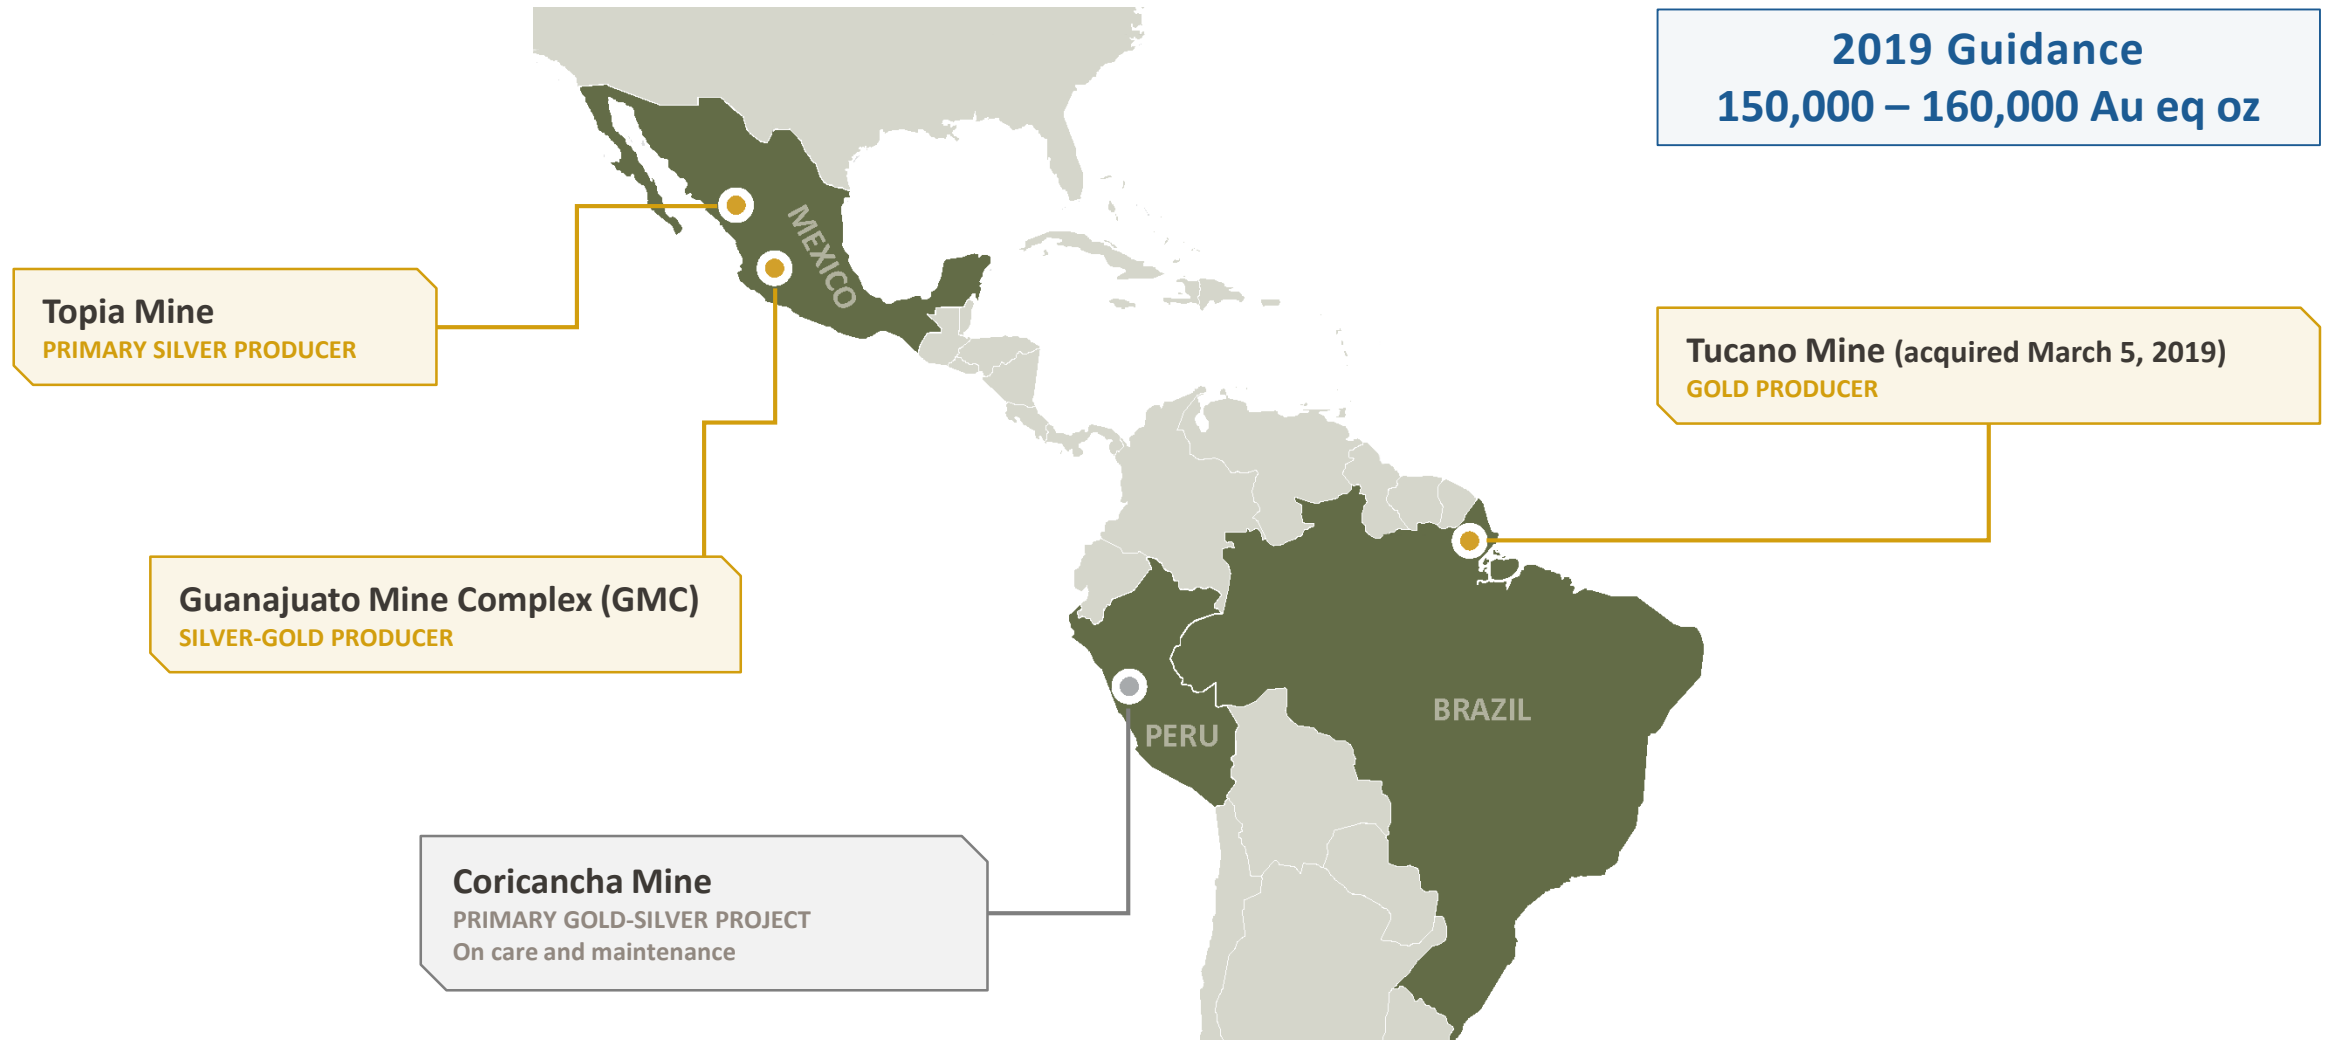 2019 Guidance
150,000 – 160,000 Au eq oz
MEXICO
Topia Mine
PRIMARY SILVER PRODUCER
Tucano Mine (acquired March 5, 2019)
GOLD PRODUCER
Guanajuato Mine Complex (GMC)
SILVER-GOLD PRODUCER
BRAZIL
PERU
Coricancha Mine
PRIMARY GOLD-SILVER PROJECT
On care and maintenance